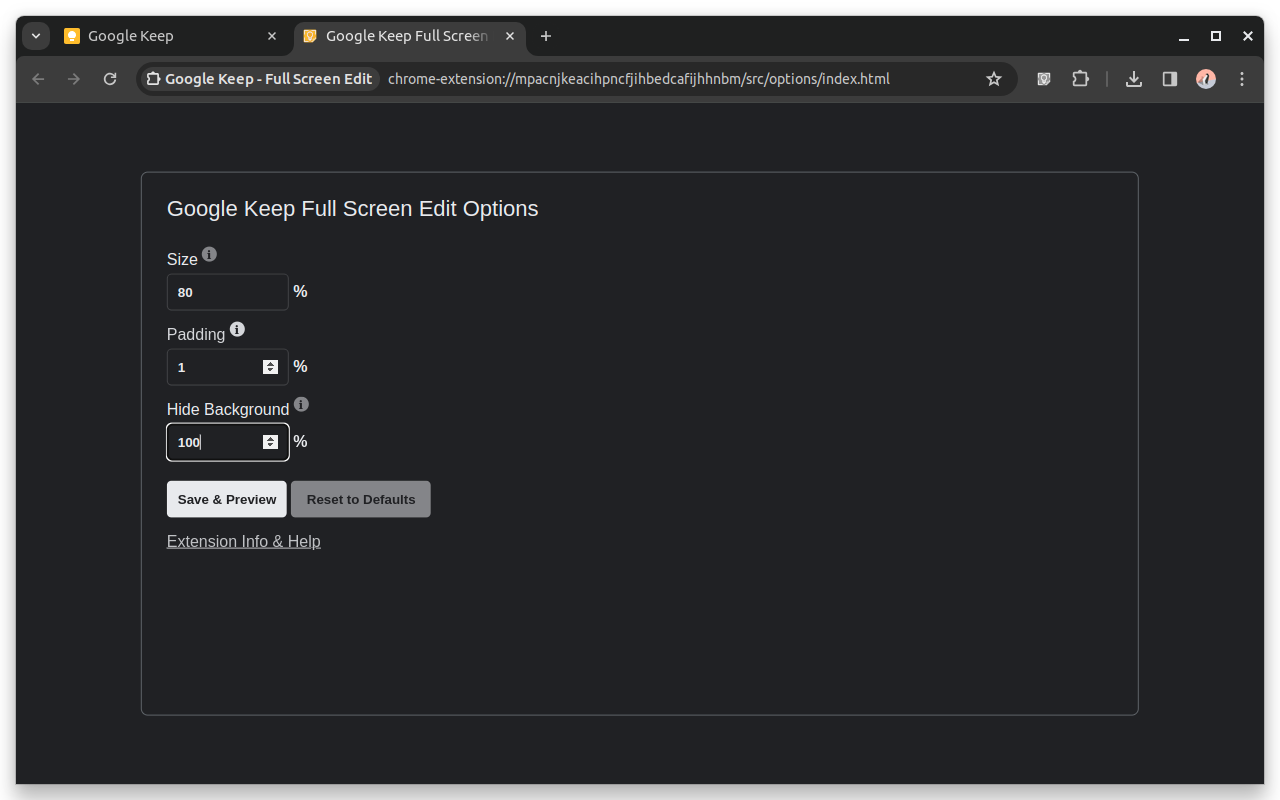 Google Keep
Google Keep Full Screen
Google Keep - Full Screen Edit chrome-extension://mpacnjkeacihpncfjihbedcafijhhnbm/src/options/index.html
Google Keep Full Screen Edit Options
Size
80 %
Padding
1 %
Hide Background
100 %
Save & Preview Reset to Defaults
Extension Info & Help